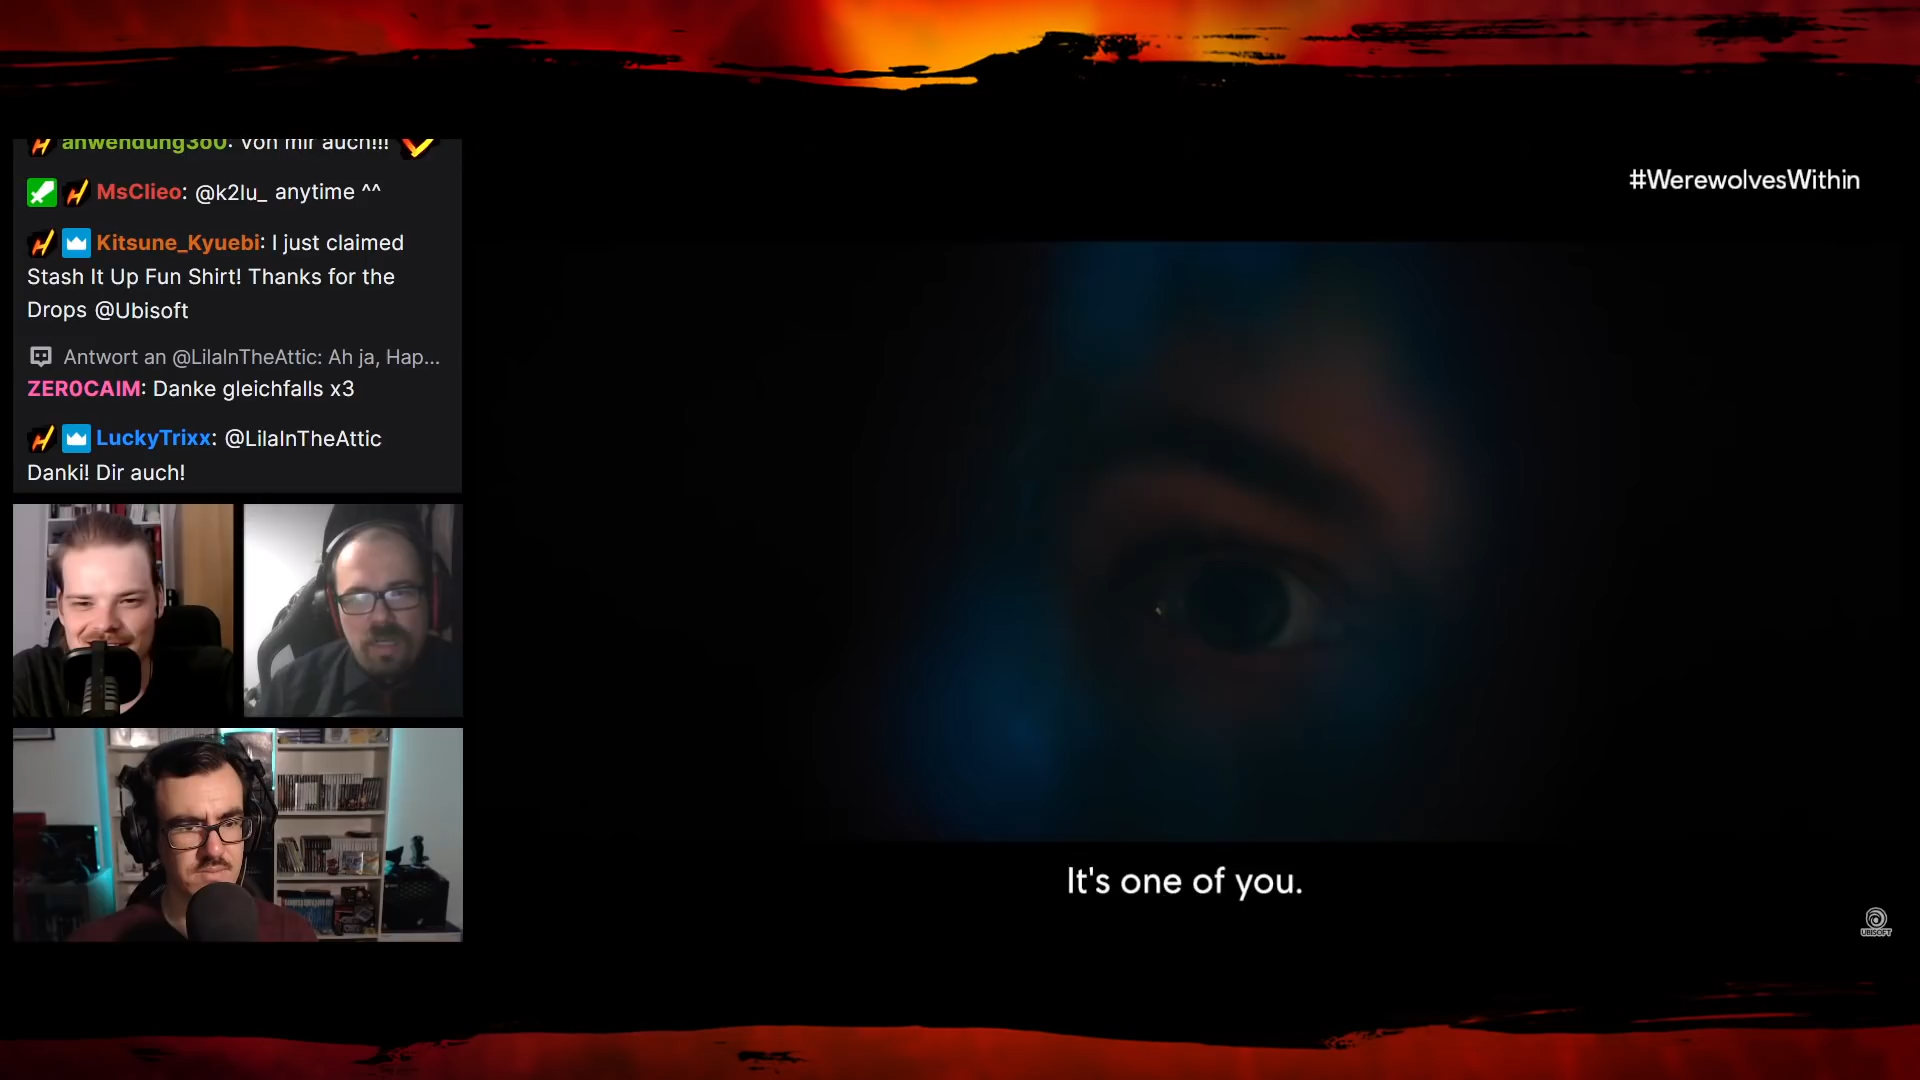 anwendung360: Von mir auch!!!
MsClieo: @k2lu_ anytime ^^
Kitsune_Kyuebi: I just claimed
Stash It Up Fun Shirt! Thanks for the
Drops @Ubisoft
Antwort an @LilaInTheAttic: Ah ja, Hap...
ZER0CAIM: Danke gleichfalls x3
LuckyTrixx: @LilaInTheAttic
Danki! Dir auch!
#WerewolvesWithin
It's one of you.
UBISOFT